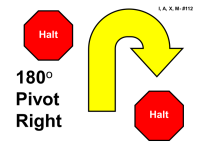 I, A, X, M- #112
Halt
180° 
Pivot
Right
Halt